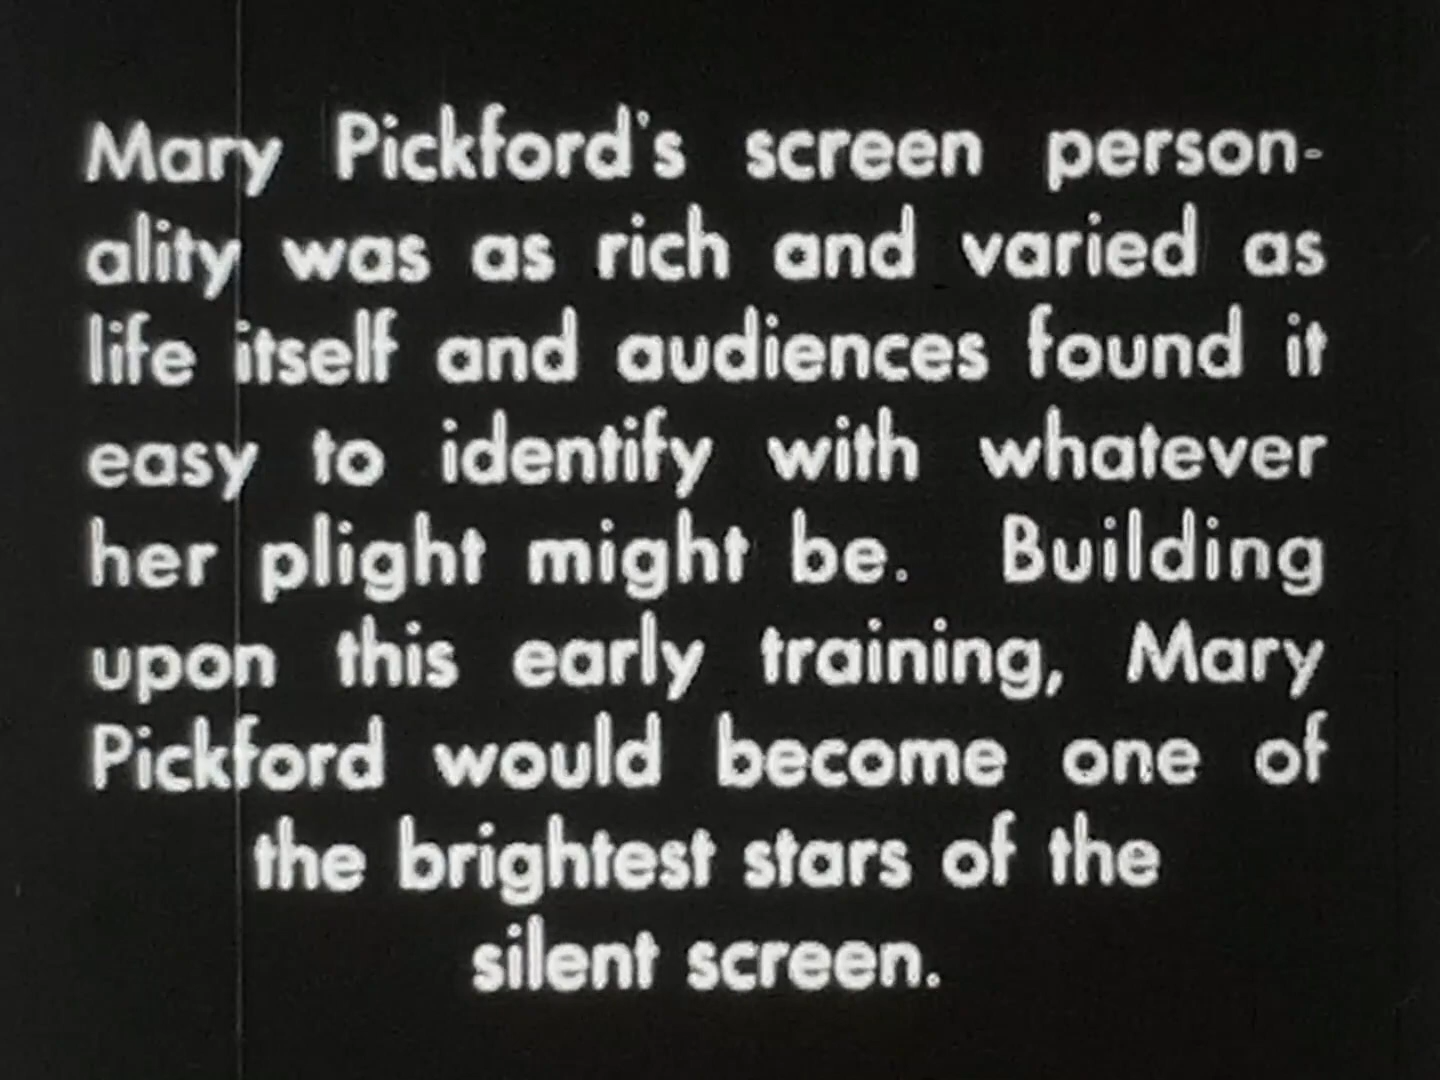 Mary Pickford's screen person-
ality was as rich and varied as
life itself and audiences found it
easy to identify with whatever
her plight might be. Building
upon this early training, Mary
Pickford would become one of
the brightest stars of the
silent screen.